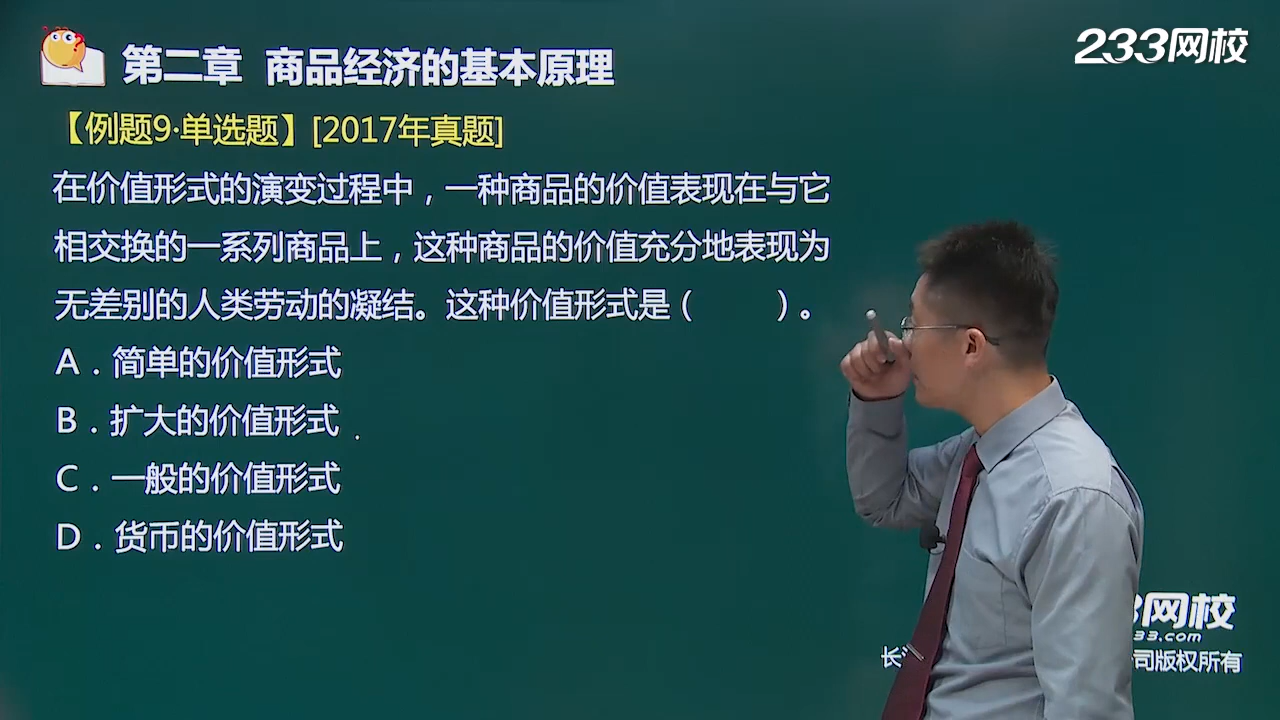 233网校
第二章 商品经济的基本原理
【例题9·单选题】[2017年真题]
在价值形式的演变过程中，一种商品的价值表现在与它
相交换的一系列商品上，这种商品的价值充分地表现为
无差别的人类劳动的凝结。这种价值形式是（　　）。
A．简单的价值形式
B．扩大的价值形式
C．一般的价值形式
D．货币的价值形式
3网校
33.com
司版权所有